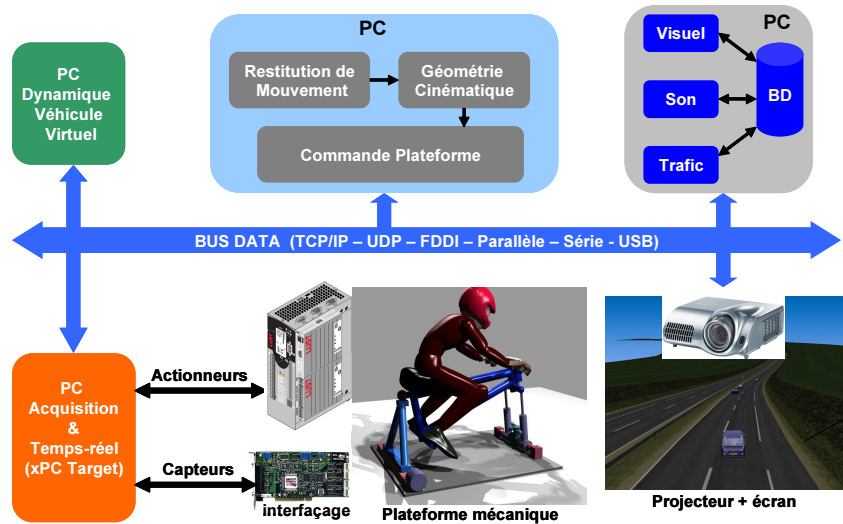 PC
Dynamique
Véhicule
Virtuel
PC
Restitution de
Mouvement
Géométrie
Cinématique
Commande Plateforme
PC
Visuel
Son
Trafic
BD
BUS DATA (TCP/IP – UDP – FDDI – Parallèle – Série - USB)
PC
Acquisition
&
Temps-réel
(xPC Target)
Actionneurs
Capteurs
LUST
LUST
interfaçage
Plateforme mécanique
Projecteur + écran